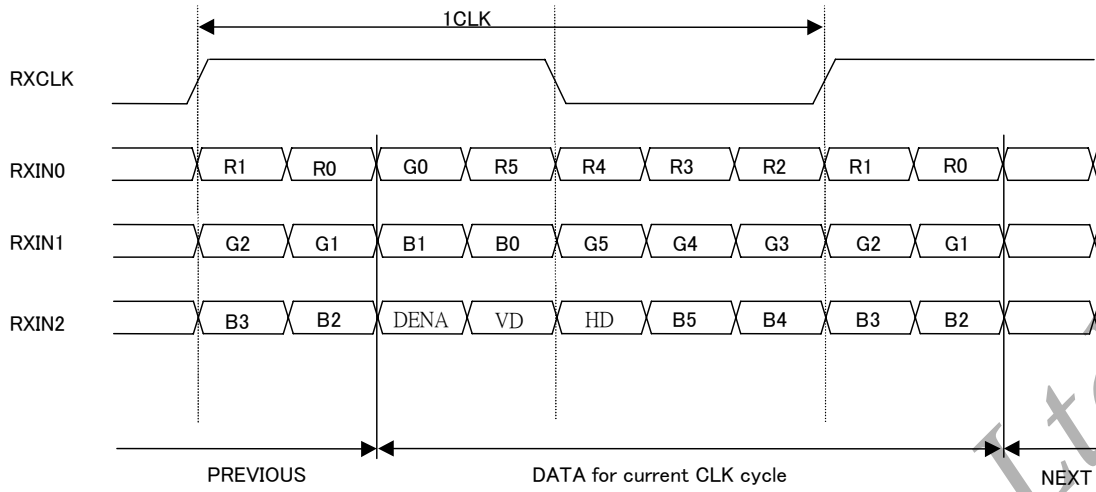 1CLK
RXCLK
RXIN0 R1 R0 G0 R5 R4 R3 R2 R1 R0
RXIN1 G2 G1 B1 B0 G5 G4 G3 G2 G1
RXIN2 B3 B2 DENA VD HD B5 B4 B3 B2
PREVIOUS DATA for current CLK cycle NEXT